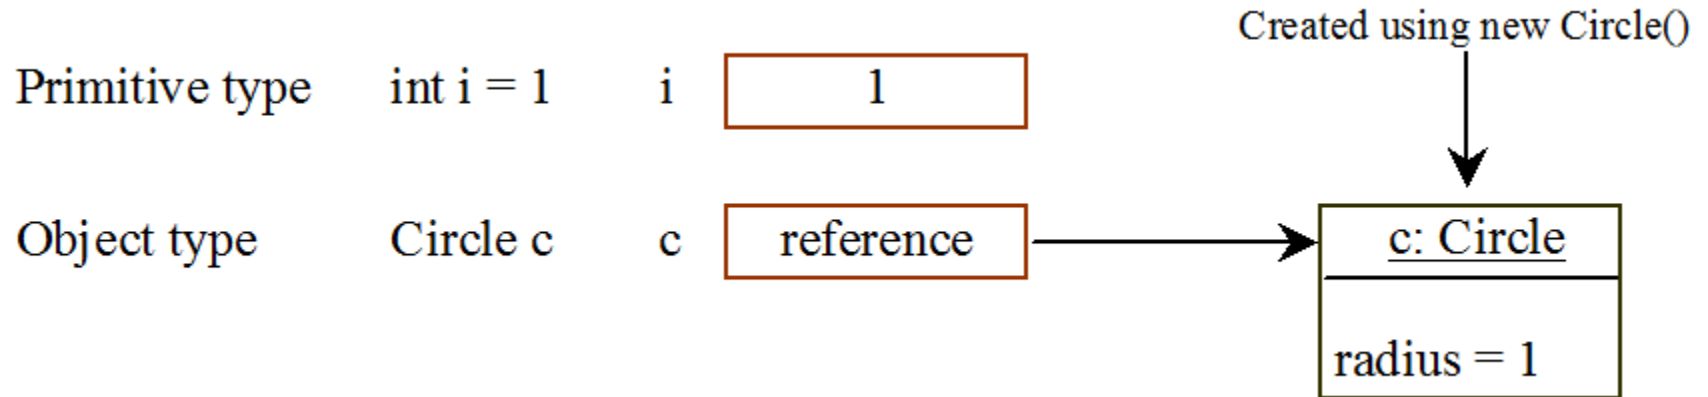 Created using new Circle()
Primitive type int i = 1 i 1
Object type Circle c c reference c: Circle
radius = 1